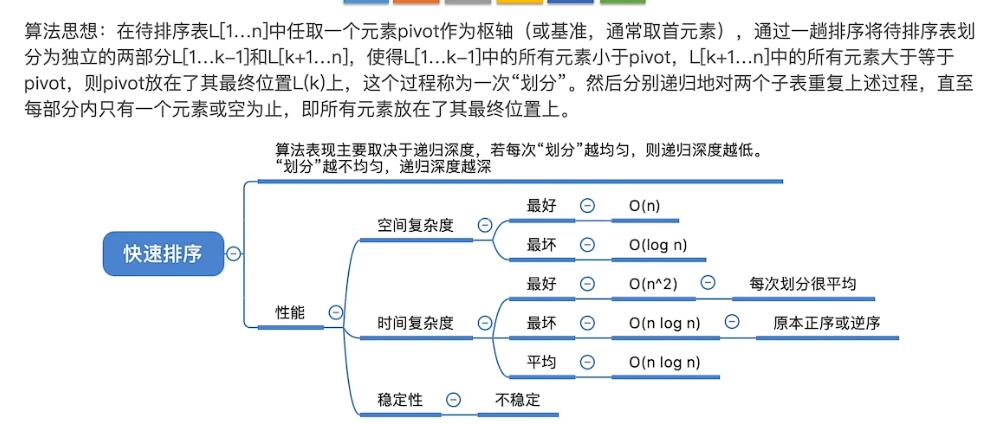 算法思想：在待排序表L[1…n]中任取一个元素pivot作为枢轴（或基准，通常取首元素），通过一趟排序将待排序表划
分为独立的两部分L[1…k-1]和L[k+1…n]，使得L[1…k-1]中的所有元素小于pivot，L[k+1…n]中的所有元素大于等于
pivot，则pivot放在了其最终位置L(k)上，这个过程称为一次“划分”。然后分别递归地对两个子表重复上述过程，直至
每部分内只有一个元素或空为止，即所有元素放在了其最终位置上。
算法表现主要取决于递归深度，若每次“划分”越均匀，则递归深度越低。
“划分”越不均匀，递归深度越深
快速排序
性能
空间复杂度
最好
O(n)
最坏
O(log n)
时间复杂度
最好
O(n^2)
每次划分很平均
最坏
O(n log n)
原本正序或逆序
平均
O(n log n)
稳定性
不稳定